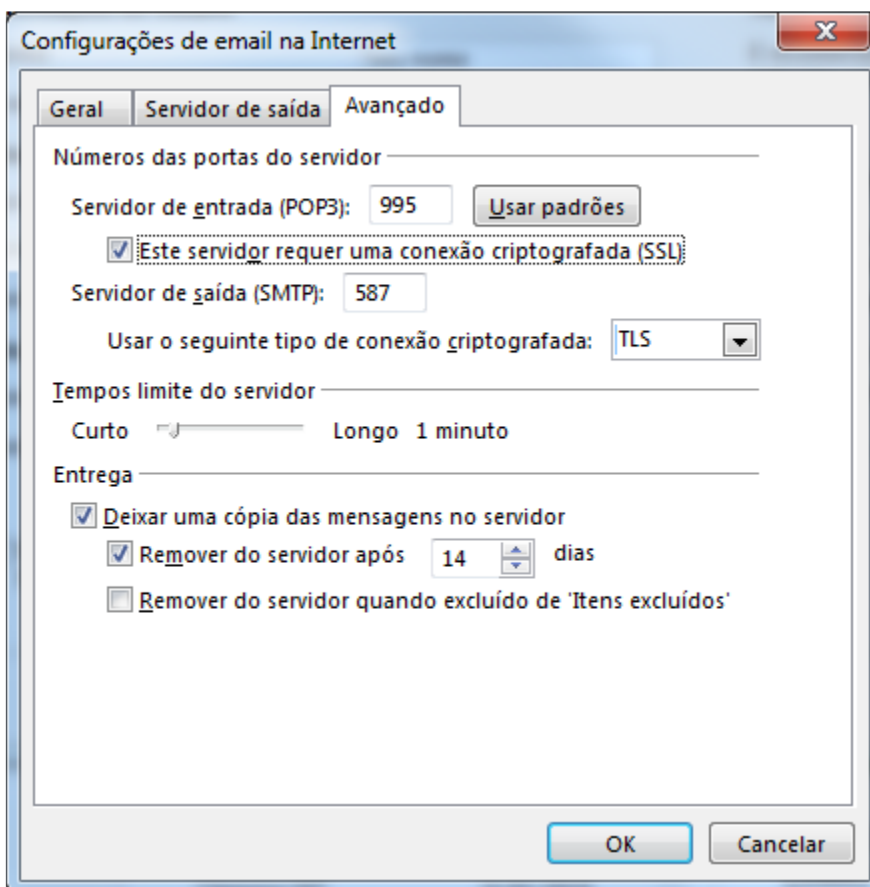 Configurações de email na Internet
Geral Servidor de saída Avançado
Números das portas do servidor
Servidor de entrada (POP3): 995 Usar padrões
Este servidor requer uma conexão criptografada (SSL)
Servidor de saída (SMTP): 587
Usar o seguinte tipo de conexão criptografada: TLS
Tempos limite do servidor
Curto Longo 1 minuto
Entrega
Deixar uma cópia das mensagens no servidor
Remover do servidor após 14 dias
Remover do servidor quando excluído de 'Itens excluídos'
OK Cancelar